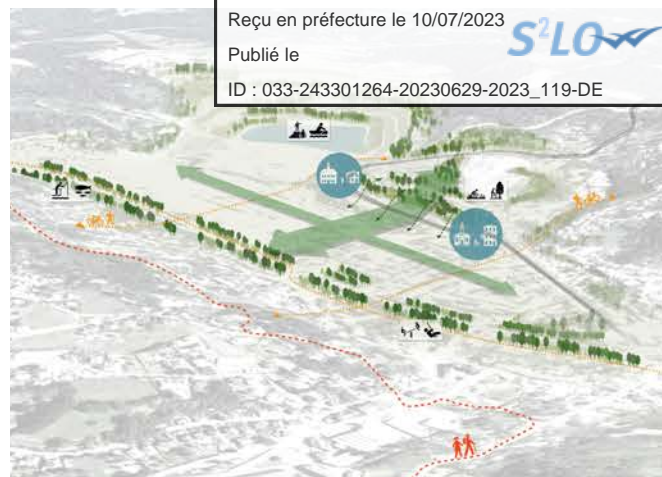 Reçu en préfecture le 10/07/2023
S²LO
Publié le
ID : 033-243301264-20230629-2023_119-DE